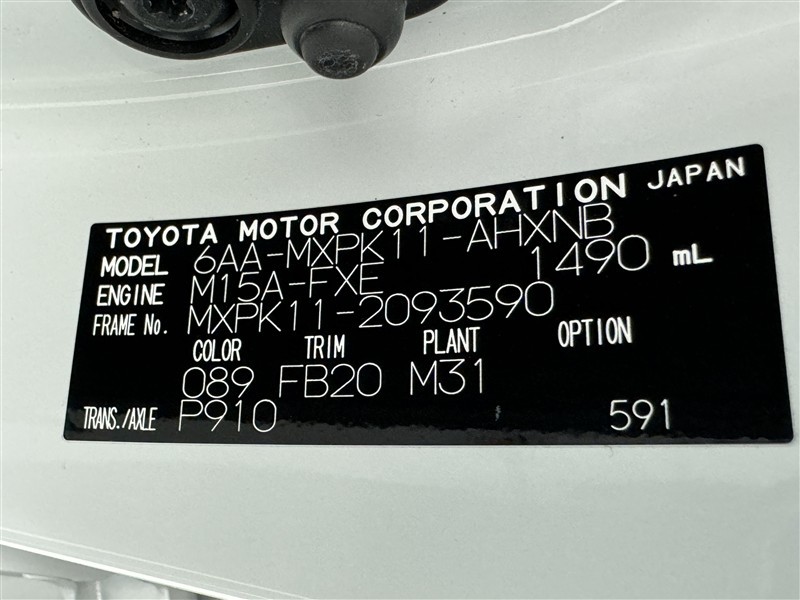 TOYOTA MOTOR CORPORATION JAPAN
MODEL 6AA-MXPK11-AHXNB
ENGINE M15A-FXE 1490 mL
FRAME No. MXPK11-2093590
COLOR TRIM PLANT OPTION
089 FB20 M31
TRANS./AXLE P910 591